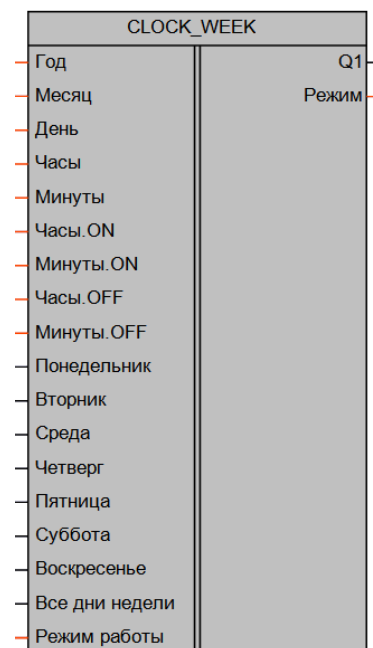 CLOCK_WEEK
Год Q1
Месяц Режим
День
Часы
Минуты
Часы.ON
Минуты.ON
Часы.OFF
Минуты.OFF
Понедельник
Вторник
Среда
Четверг
Пятница
Суббота
Воскресенье
Все дни недели
Режим работы